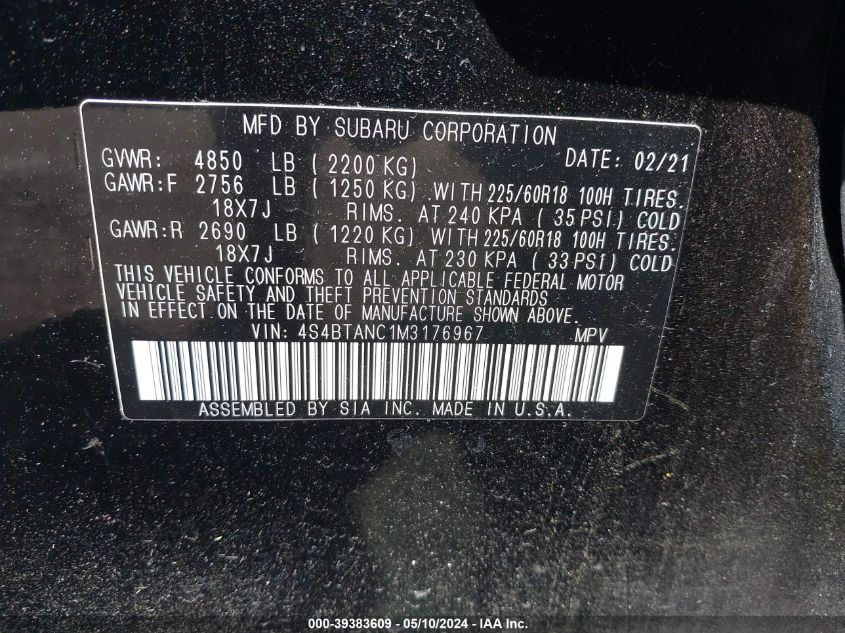 MFD BY SUBARU CORPORATION
GVWR: 4850 LB ( 2200 KG) DATE: 02/21
GAWR:F 2756 LB ( 1250 KG) WITH 225/60R18 100H TIRES.
18X7J RIMS. AT 240 KPA ( 35 PSI) COLD
GAWR:R 2690 LB ( 1220 KG) WITH 225/60R18 100H TIRES.
18X7J RIMS. AT 230 KPA ( 33 PSI) COLD
THIS VEHICLE CONFORMS TO ALL APPLICABLE FEDERAL MOTOR
VEHICLE SAFETY AND THEFT PREVENTION STANDARDS
IN EFFECT ON THE DATE OF MANUFACTURE SHOWN ABOVE.
VIN: 4S4BTANC1M3176967 MPV
ASSEMBLED BY SIA INC. MADE IN U.S.A.
000-39383609 - 05/10/2024 - IAA Inc.